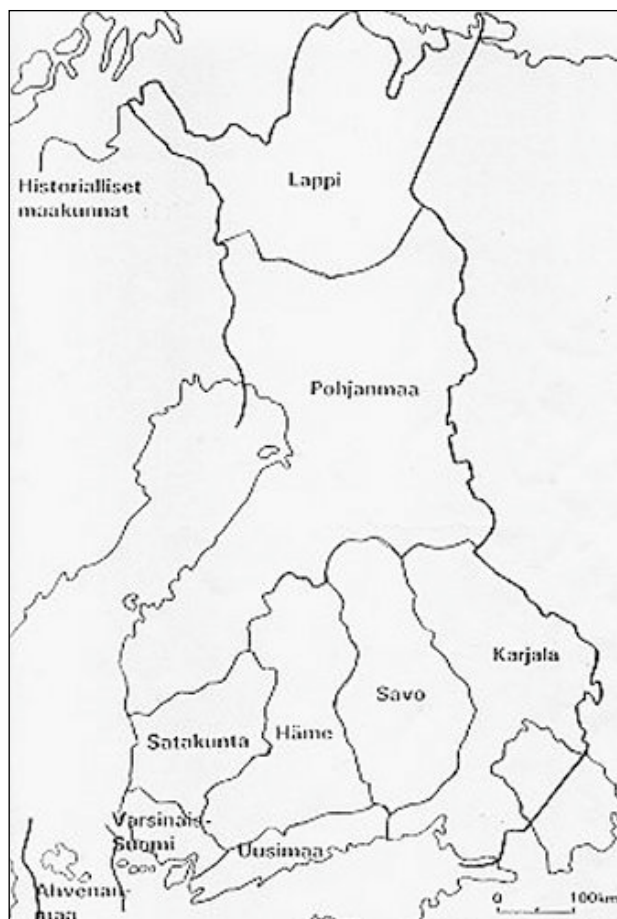 Lappi
Historialliset
maakunnat
Pohjanmaa
Karjala
Savo
Satakunta
Häme
Varsinais-
Suomi
Uusimaa
Ahvenan-
maa
0 100km